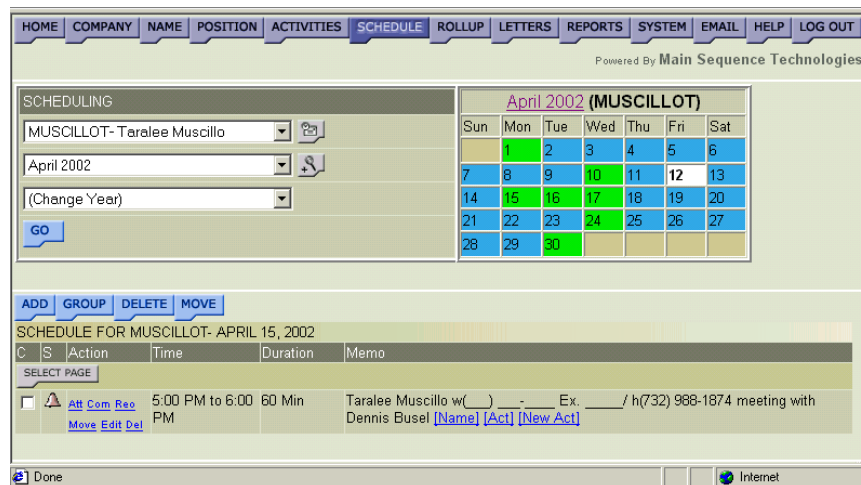 HOME COMPANY NAME POSITION ACTIVITIES SCHEDULE ROLLUP LETTERS REPORTS SYSTEM EMAIL HELP LOG OUT
Powered By Main Sequence Technologies
SCHEDULING
MUSCILLOT- Taralee Muscillo
April 2002
(Change Year)
GO
April 2002 (MUSCILLOT)
Sun Mon Tue Wed Thu Fri Sat
1 2 3 4 5 6
7 8 9 10 11 12 13
14 15 16 17 18 19 20
21 22 23 24 25 26 27
28 29 30
ADD GROUP DELETE MOVE
SCHEDULE FOR MUSCILLOT- APRIL 15, 2002
C S Action Time Duration Memo
SELECT PAGE
Att Com Reo 5:00 PM to 6:00 60 Min Taralee Muscillo w(___) ___-____ Ex. _____/ h(732) 988-1874 meeting with
Move Edit Del PM Dennis Busel [Name] [Act] [New Act]
Done Internet